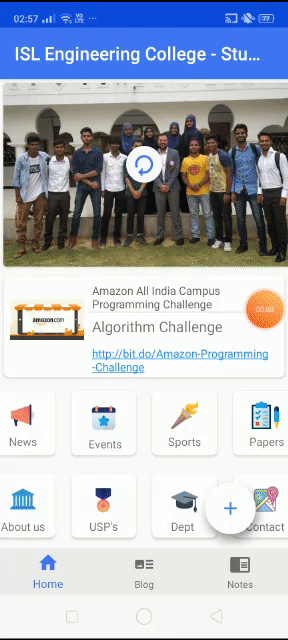 02:57
77
ISL Engineering College - Stu...
Amazon All India Campus
Programming Challenge
amazon.com
Algorithm Challenge
00:00
http://bit.do/Amazon-Programming
-Challenge
News
Events
Sports
Papers
About us
USP's
Dept
Contact
Home
Blog
Notes